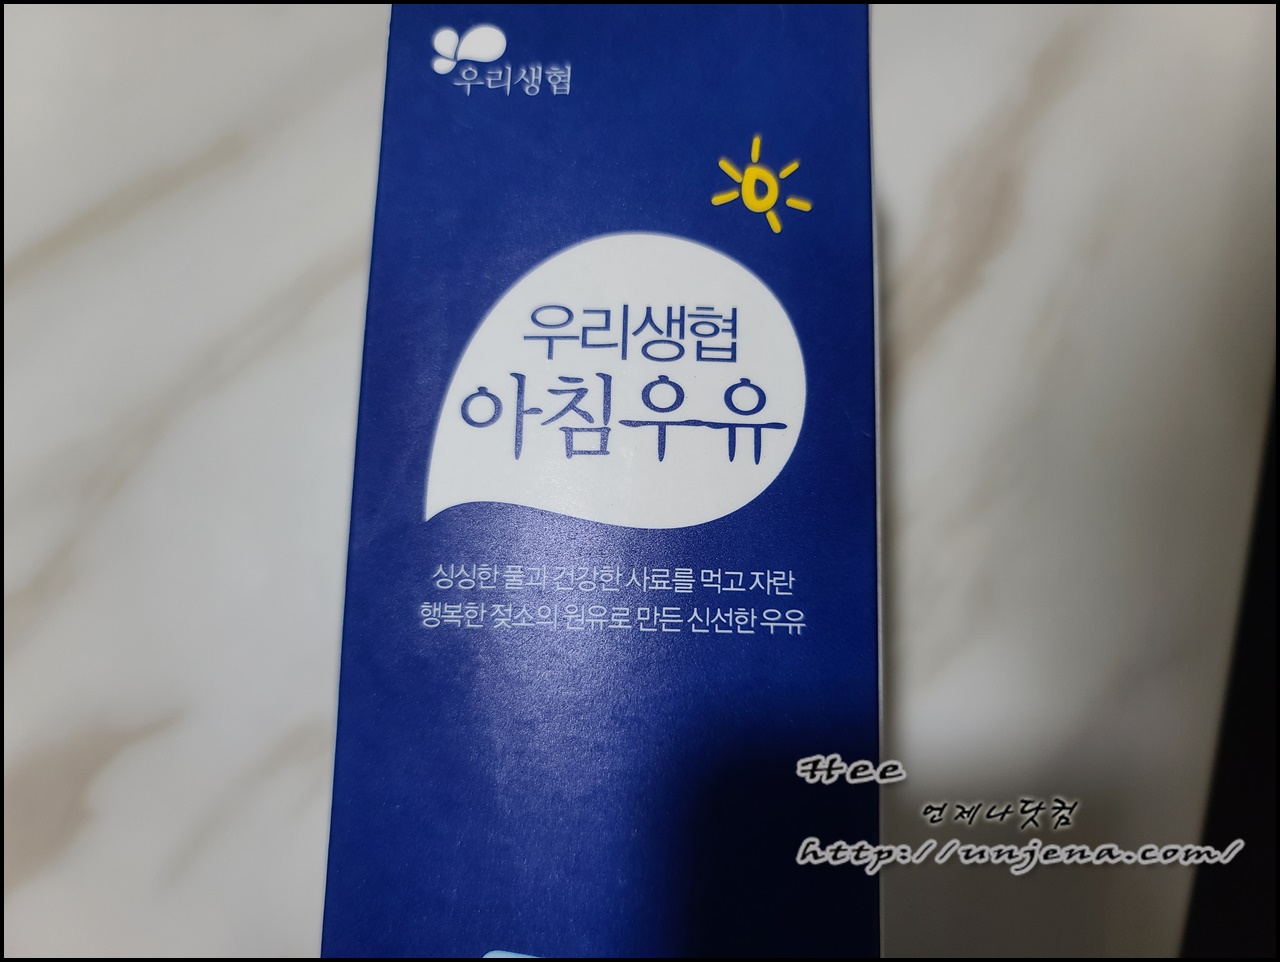 우리생협
우리생협
아침우유
싱싱한 풀과 건강한 사료를 먹고 자란
행복한 젖소의 원유로 만든 신선한 우유
Hee
언제나닷컴
http://unjena.com/